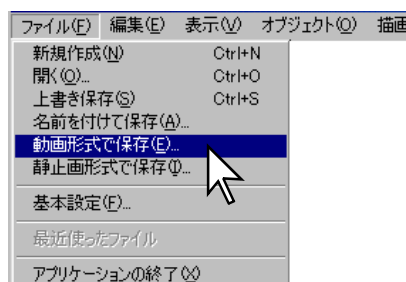 ファイル(F) 編集(E) 表示(V) オブジェクト(O) 描画
新規作成(N) Ctrl+N
開く(O)... Ctrl+O
上書き保存(S) Ctrl+S
名前を付けて保存(A)...
動画形式で保存(E)...
静止画形式で保存(I)...
基本設定(F)...
最近使ったファイル
アプリケーションの終了(X)